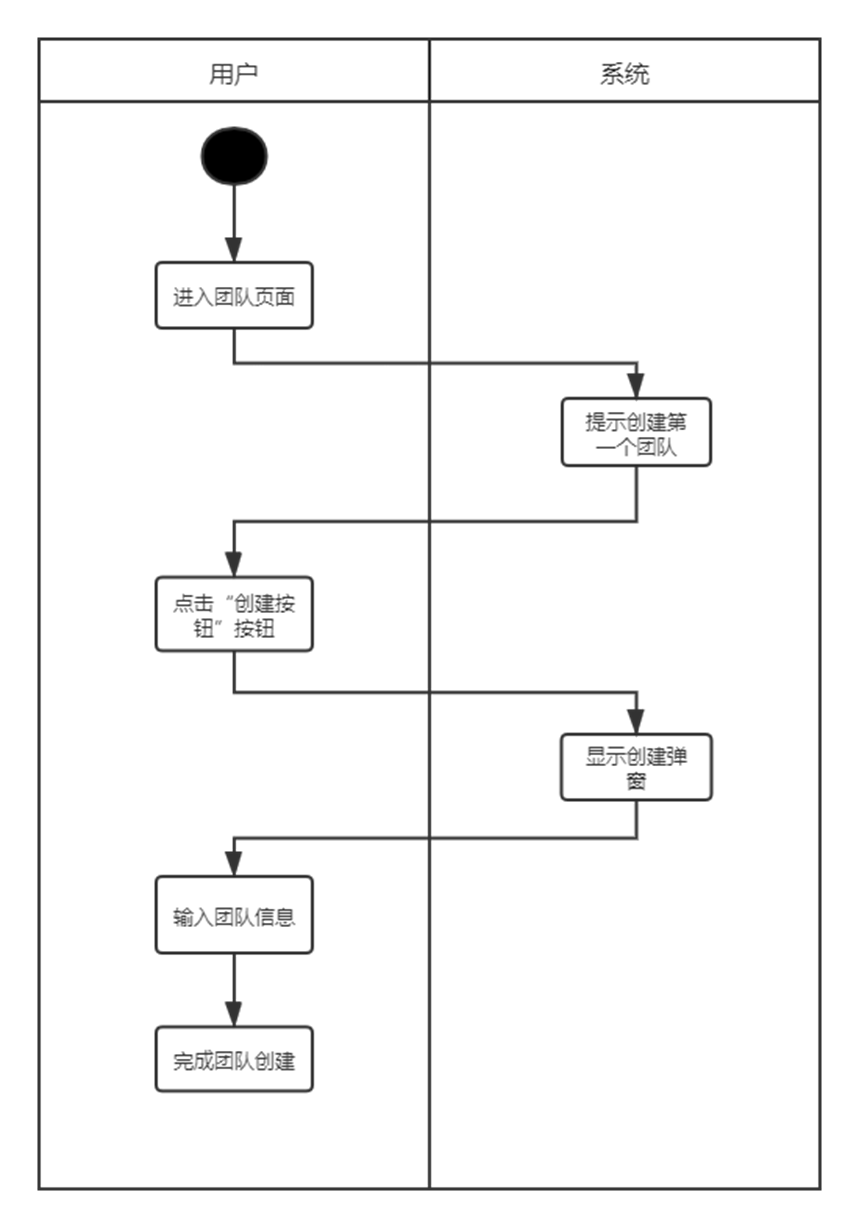 用户
系统
进入团队页面
提示创建第
一个团队
点击“创建按
钮”按钮
显示创建弹
窗
输入团队信息
完成团队创建